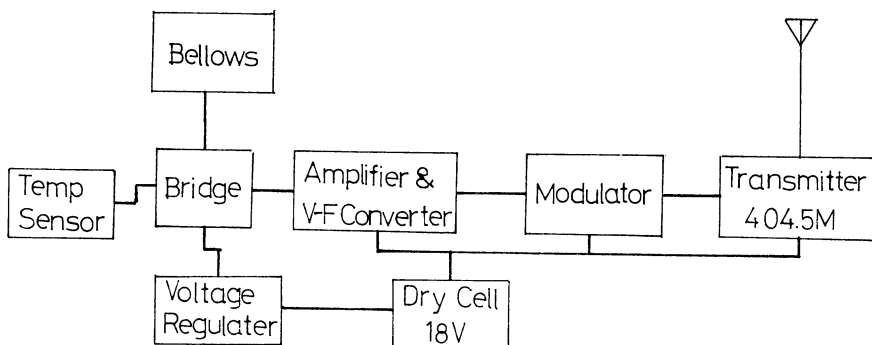 Bellows
Temp
Sensor
Bridge
Amplifier &
V-F Converter
Modulator
Transmitter
404.5M
Voltage
Regulater
Dry Cell
18V